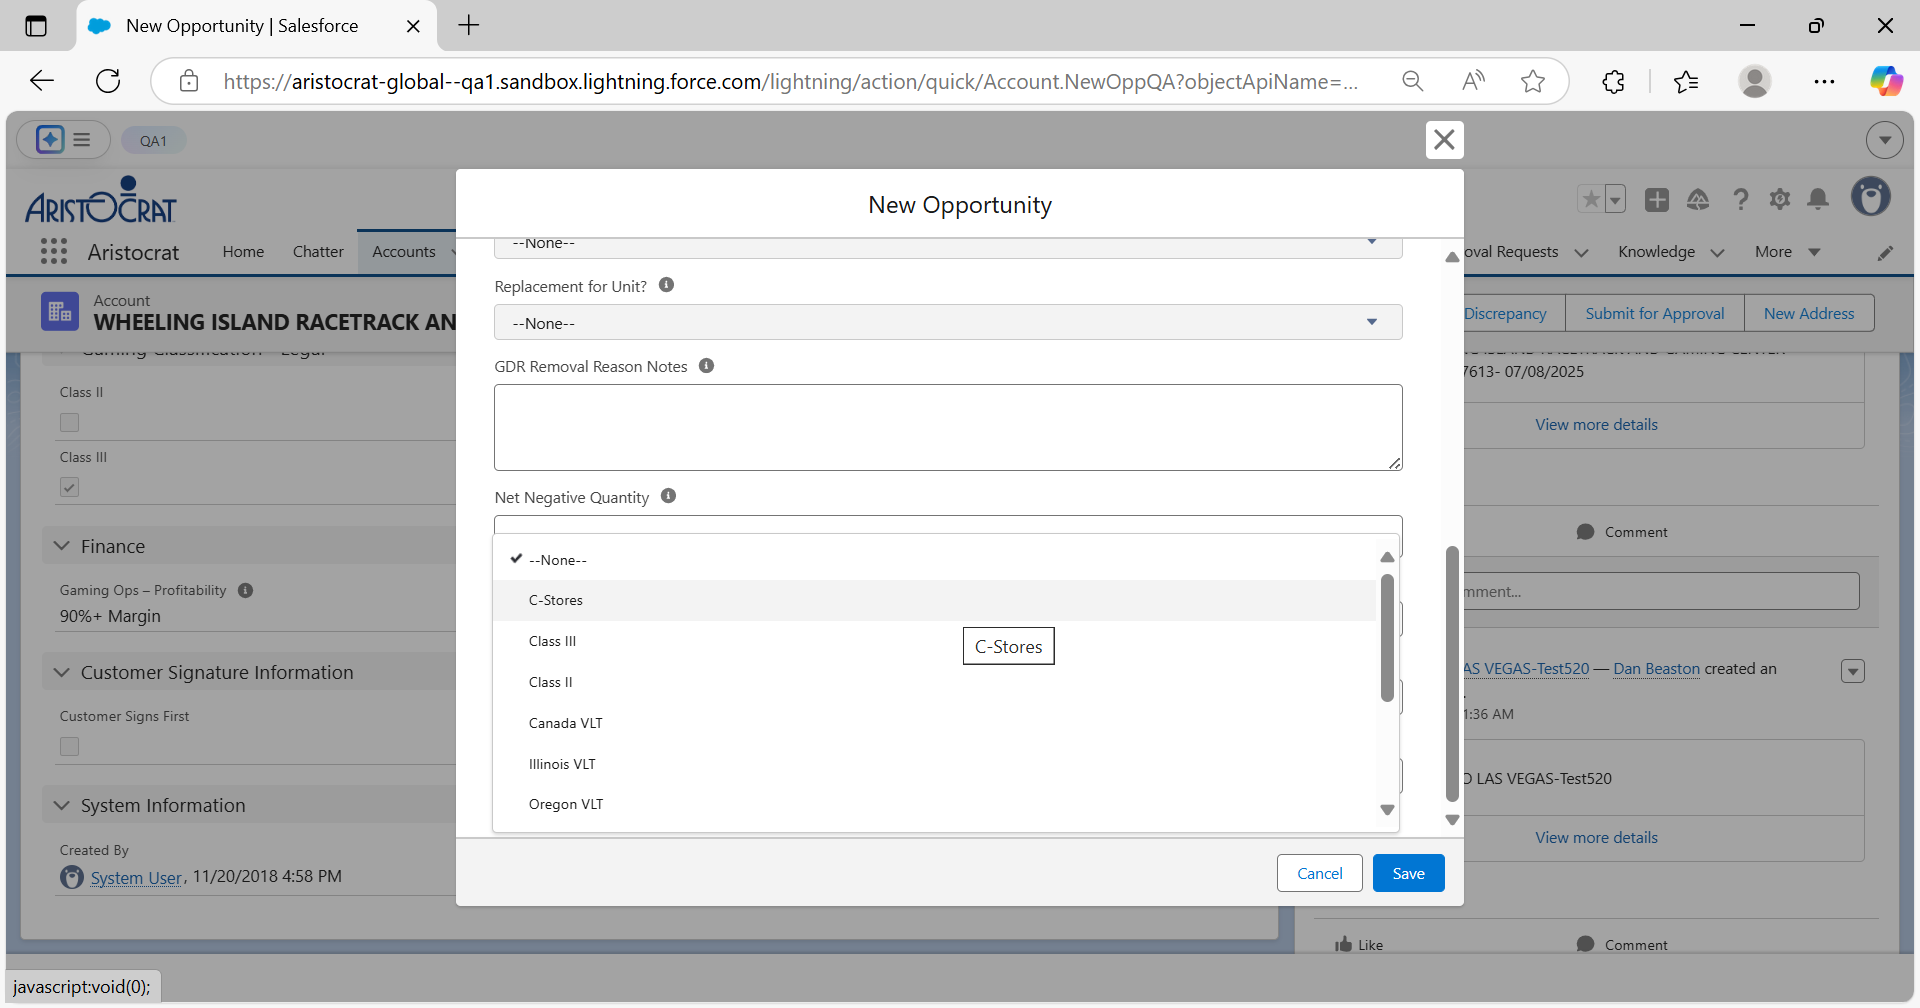 New Opportunity | Salesforce
https://aristocrat-global--qa1.sandbox.lightning.force.com/lightning/action/quick/Account.NewOppQA?objectApiName=...
QA1
ARISTOCRAT
Aristocrat
Home
Chatter
Accounts
oval Requests
Knowledge
More
Account
WHEELING ISLAND RACETRACK AN
Discrepancy
Submit for Approval
New Address
Class II
Class III
Finance
Gaming Ops – Profitability
90%+ Margin
Customer Signature Information
Customer Signs First
System Information
Created By
System User, 11/20/2018 4:58 PM
New Opportunity
--None--
Replacement for Unit?
--None--
GDR Removal Reason Notes
Net Negative Quantity
--None--
C-Stores
Class III
C-Stores
Class II
Canada VLT
Illinois VLT
Oregon VLT
Cancel
Save
7613- 07/08/2025
View more details
Comment
mment...
AS VEGAS-Test520 — Dan Beaston created an
1:36 AM
O LAS VEGAS-Test520
View more details
Like
Comment
javascript:void(0);